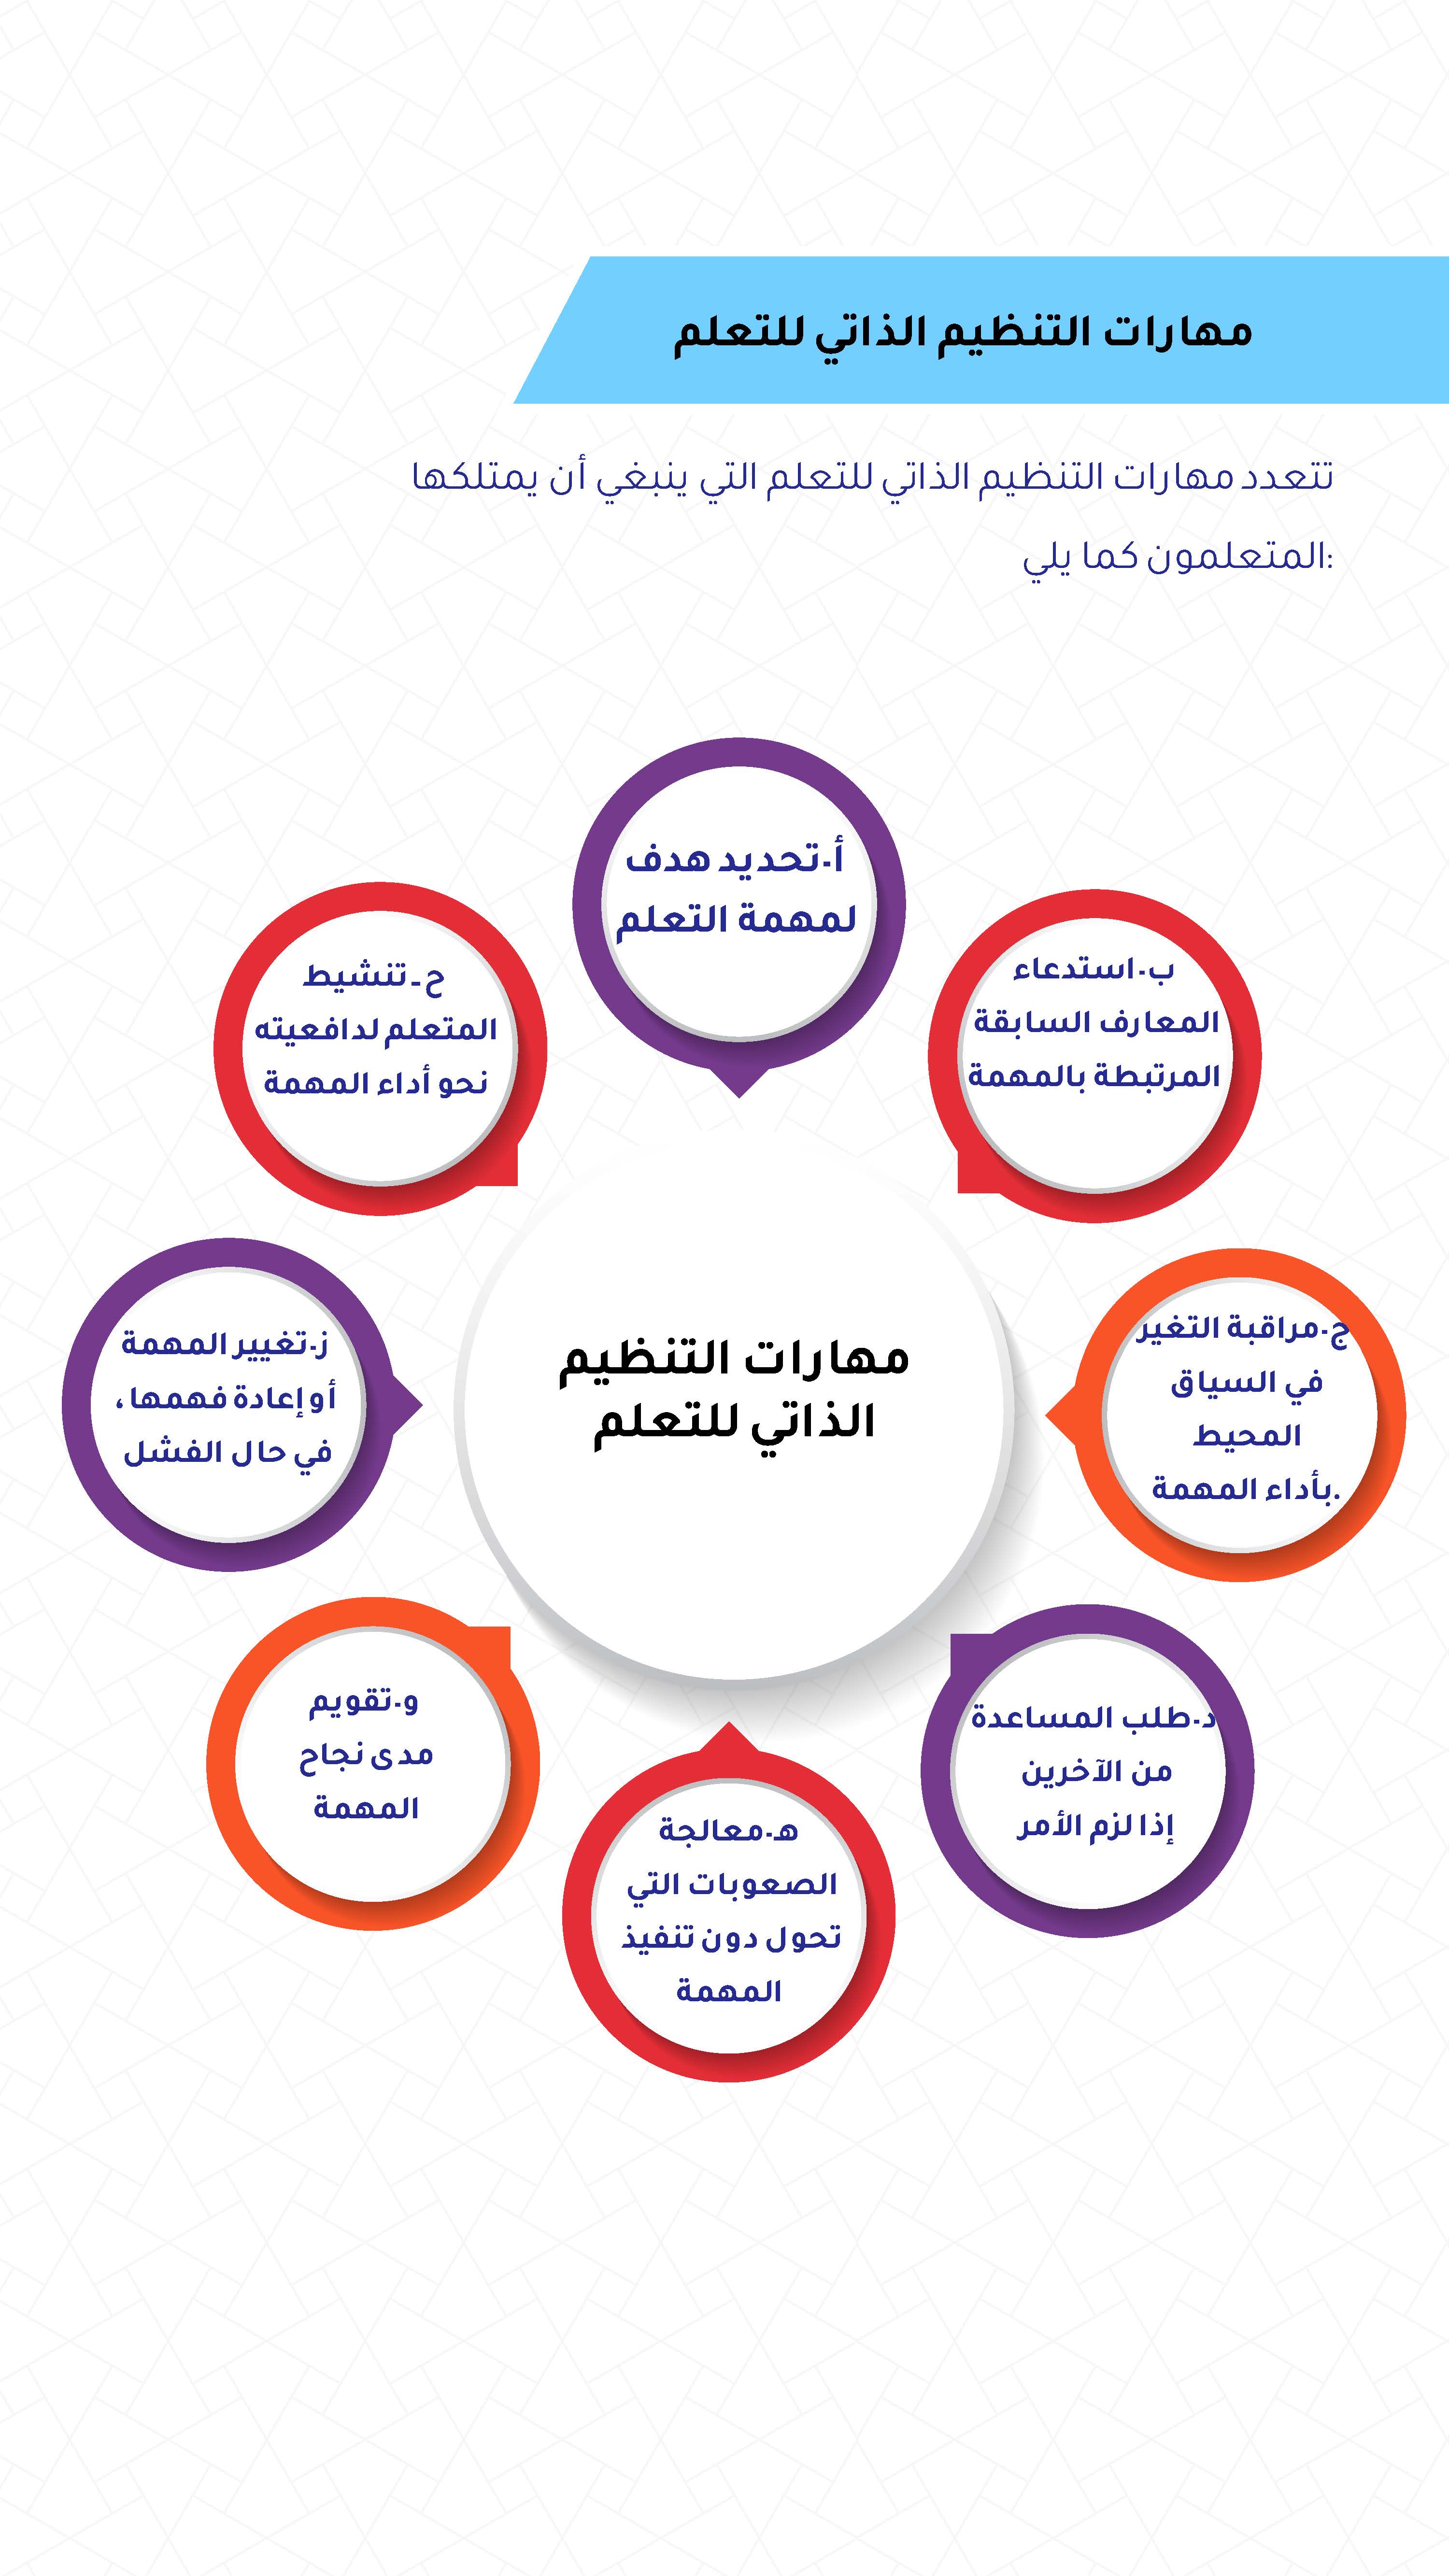 مهارات التنظيم الذاتي للتعلم
تتعدد مهارات التنظيم الذاتي للتعلم التي ينبغي أن يمتلكها
:المتعلمون كما يلي
أ-تحديد هدف
لمهمة التعلم
ب-استدعاء
المعارف السابقة
المرتبطة بالمهمة
ج-مراقبة التغير
في السياق
المحيط
.بأداء المهمة
د-طلب المساعدة
من الآخرين
إذا لزم الأمر
هـ-معالجة
الصعوبات التي
تحول دون تنفيذ
المهمة
و-تقويم
مدى نجاح
المهمة
ز-تغيير المهمة
أو إعادة فهمها ،
في حال الفشل
ح - تنشيط
المتعلم لدافعيته
نحو أداء المهمة
مهارات التنظيم
الذاتي للتعلم